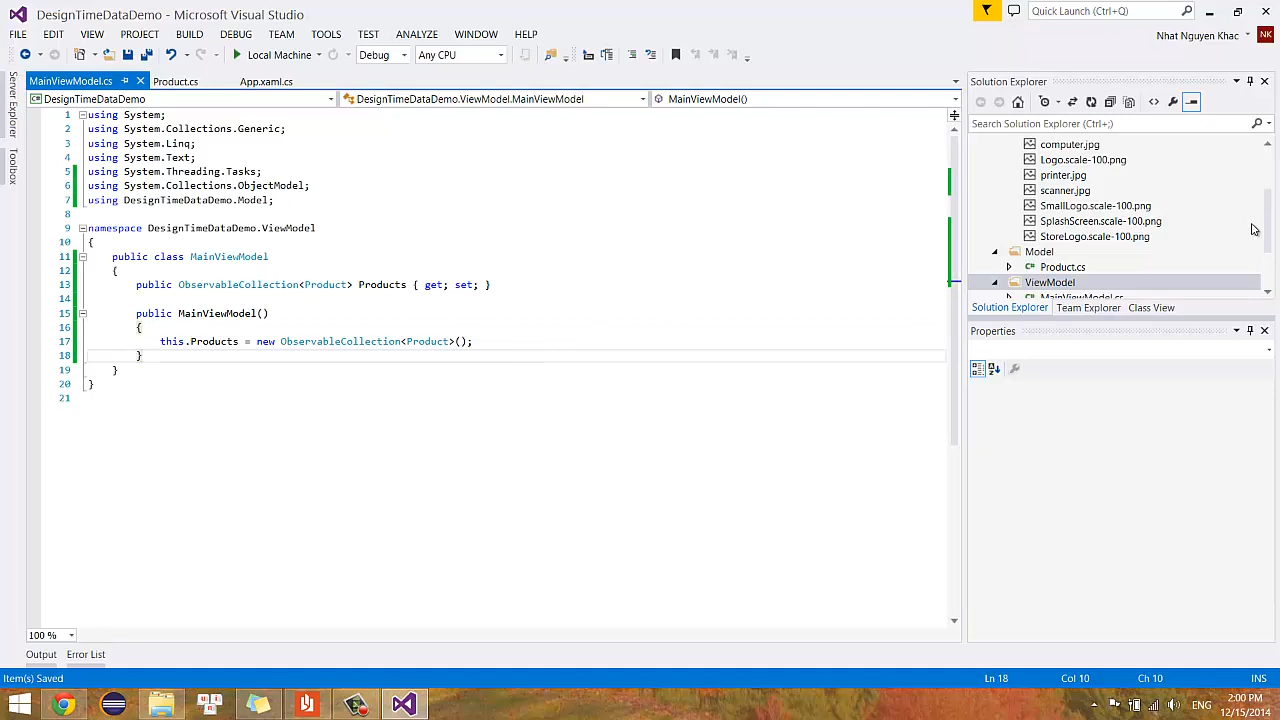 DesignTimeDataDemo - Microsoft Visual Studio
Quick Launch (Ctrl+Q)
FILE EDIT VIEW PROJECT BUILD DEBUG TEAM TOOLS TEST ANALYZE WINDOW HELP
Nhat Nguyen Khac NK
Local Machine Debug Any CPU
Server Explorer
Toolbox
MainViewModel.cs Product.cs App.xaml.cs
DesignTimeDataDemo DesignTimeDataDemo.ViewModel.MainViewModel MainViewModel()
1 using System;
2 using System.Collections.Generic;
3 using System.Linq;
4 using System.Text;
5 using System.Threading.Tasks;
6 using System.Collections.ObjectModel;
7 using DesignTimeDataDemo.Model;
8
9 namespace DesignTimeDataDemo.ViewModel
10 {
11 public class MainViewModel
12 {
13 public ObservableCollection<Product> Products { get; set; }
14
15 public MainViewModel()
16 {
17 this.Products = new ObservableCollection<Product>();
18 }
19 }
20 }
21
100 %
Output Error List
Solution Explorer
Search Solution Explorer (Ctrl+;)
computer.jpg
Logo.scale-100.png
printer.jpg
scanner.jpg
SmallLogo.scale-100.png
SplashScreen.scale-100.png
StoreLogo.scale-100.png
Model
C# Product.cs
ViewModel
MainViewModel.cs
Solution Explorer Team Explorer Class View
Properties
Item(s) Saved Ln 18 Col 10 Ch 10 INS
ENG
2:00 PM
12/15/2014